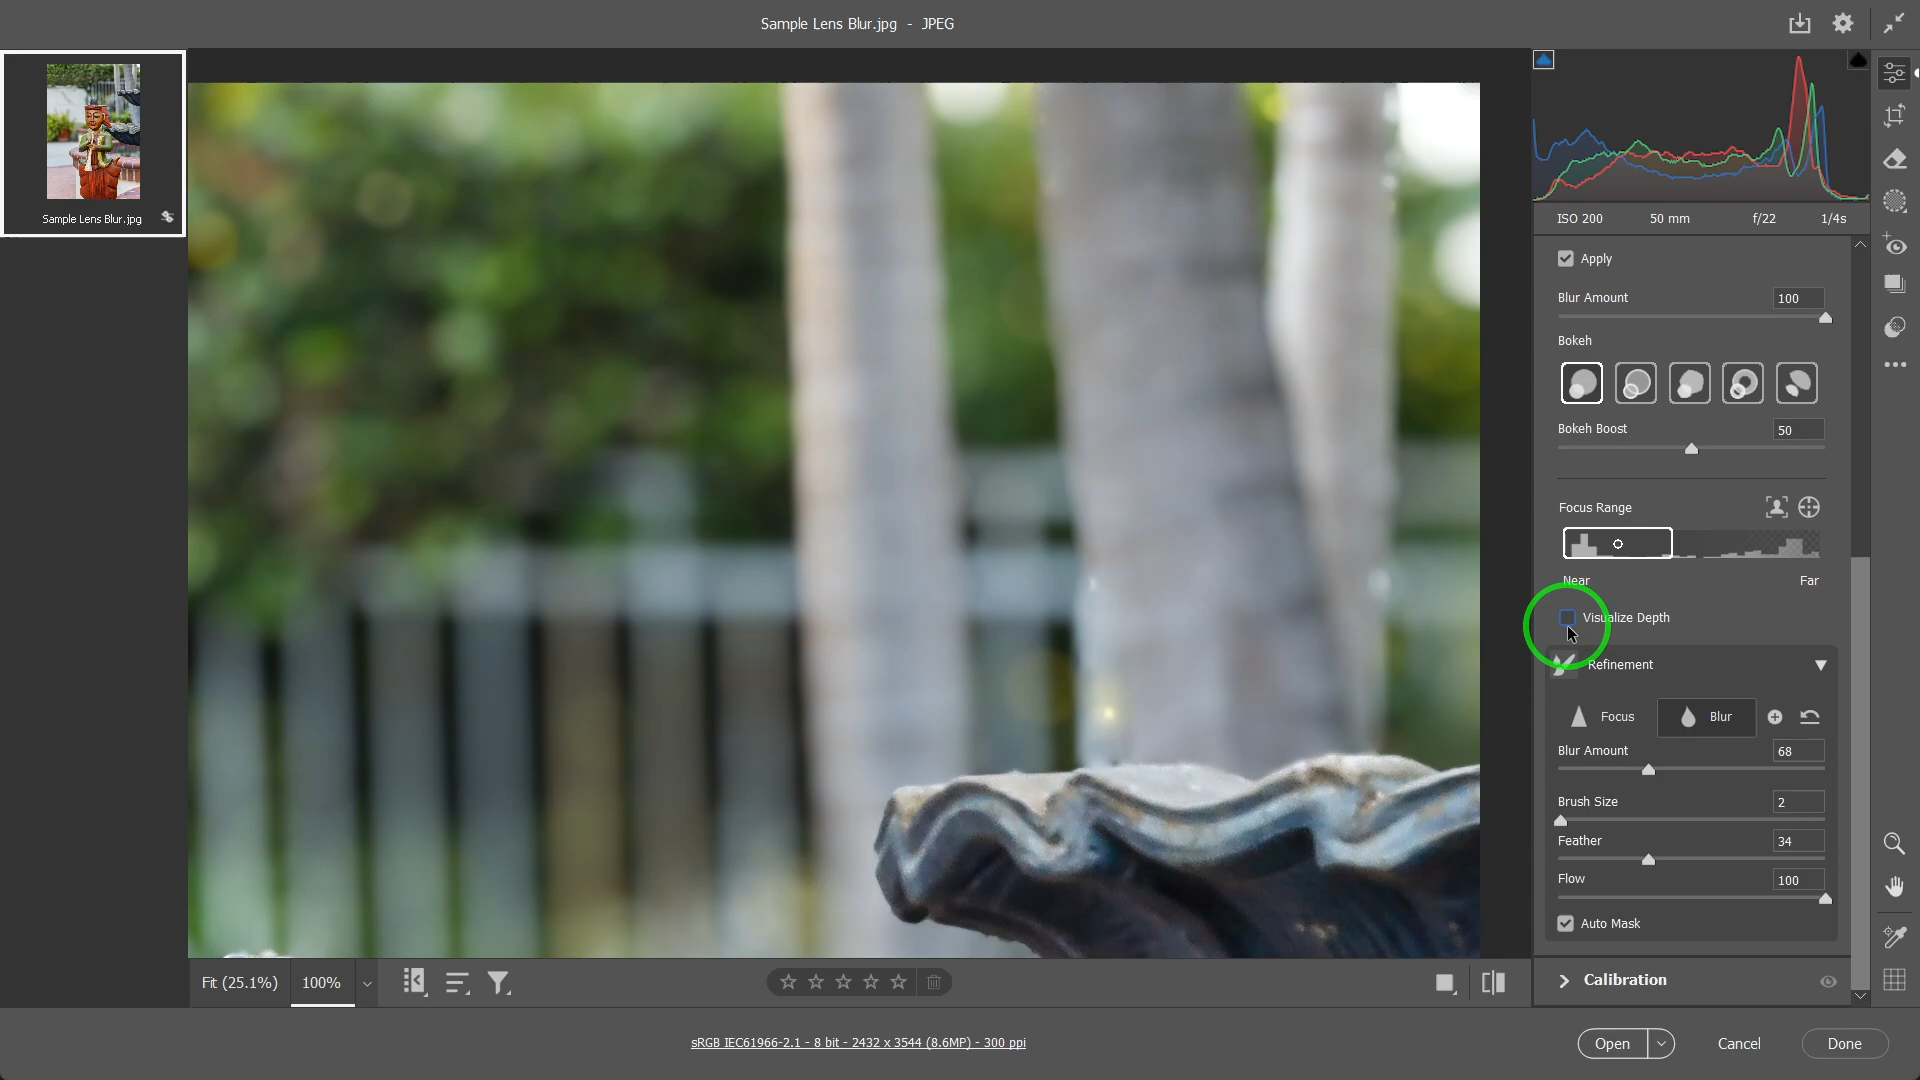 Sample Lens Blur.jpg  -  JPEG
Sample Lens Blur.jpg
ISO 200 50 mm f/22 1/4s
Apply
Blur Amount 100
Bokeh
Bokeh Boost 50
Focus Range
Near Far
Visualize Depth
Refinement
Focus Blur
Blur Amount 68
Brush Size 2
Feather 34
Flow 100
Auto Mask
Calibration
Fit (25.1%) 100%
sRGB IEC61966-2.1 - 8 bit - 2432 x 3544 (8.6MP) - 300 ppi
Open Cancel Done